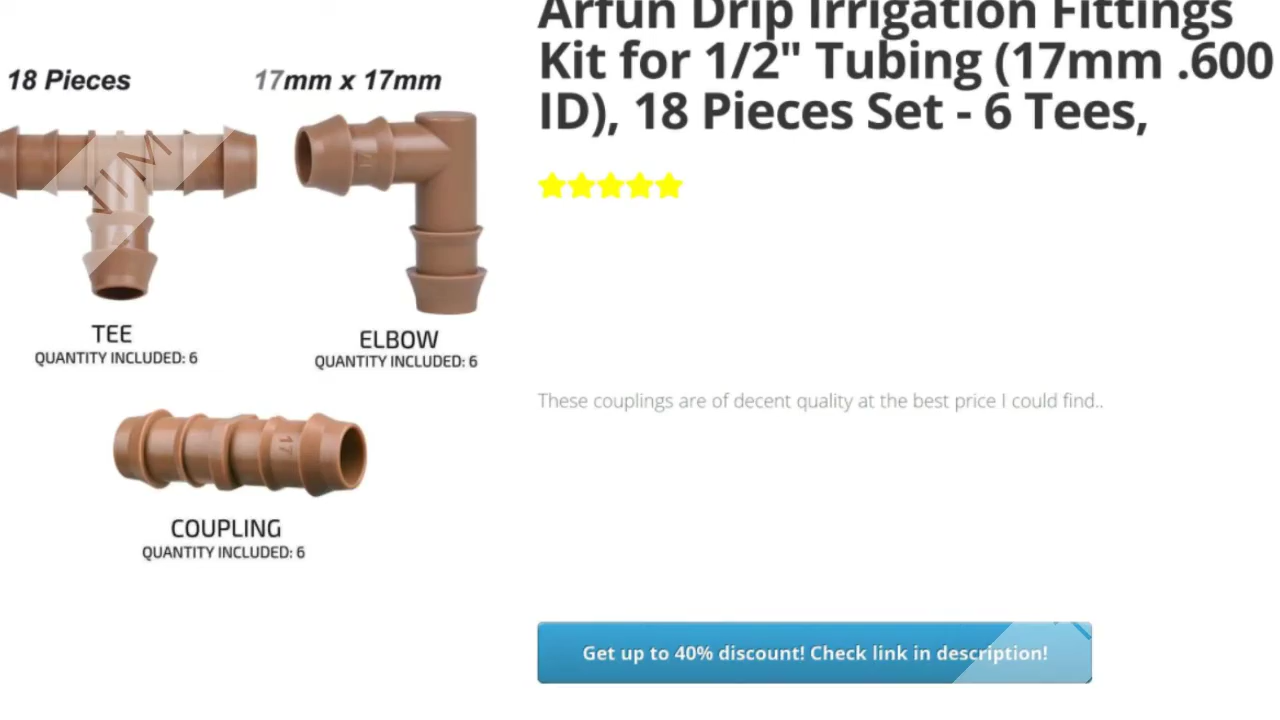 Arfun Drip Irrigation Fittings
Kit for 1/2" Tubing (17mm .600
ID), 18 Pieces Set - 6 Tees,
18 Pieces
17mm x 17mm
TEE
QUANTITY INCLUDED: 6
ELBOW
QUANTITY INCLUDED: 6
These couplings are of decent quality at the best price I could find..
17
COUPLING
QUANTITY INCLUDED: 6
Get up to 40% discount! Check link in description!